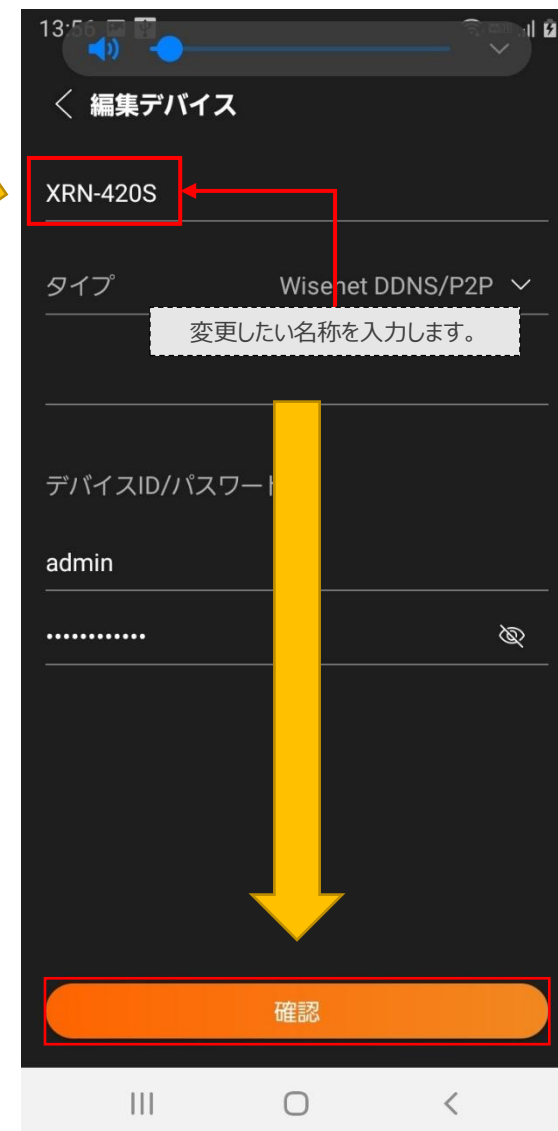 13:56
編集デバイス
XRN-420S
タイプ
Wisenet DDNS/P2P
変更したい名称を入力します。
デバイスID/パスワード
admin
••••••••••••
確認